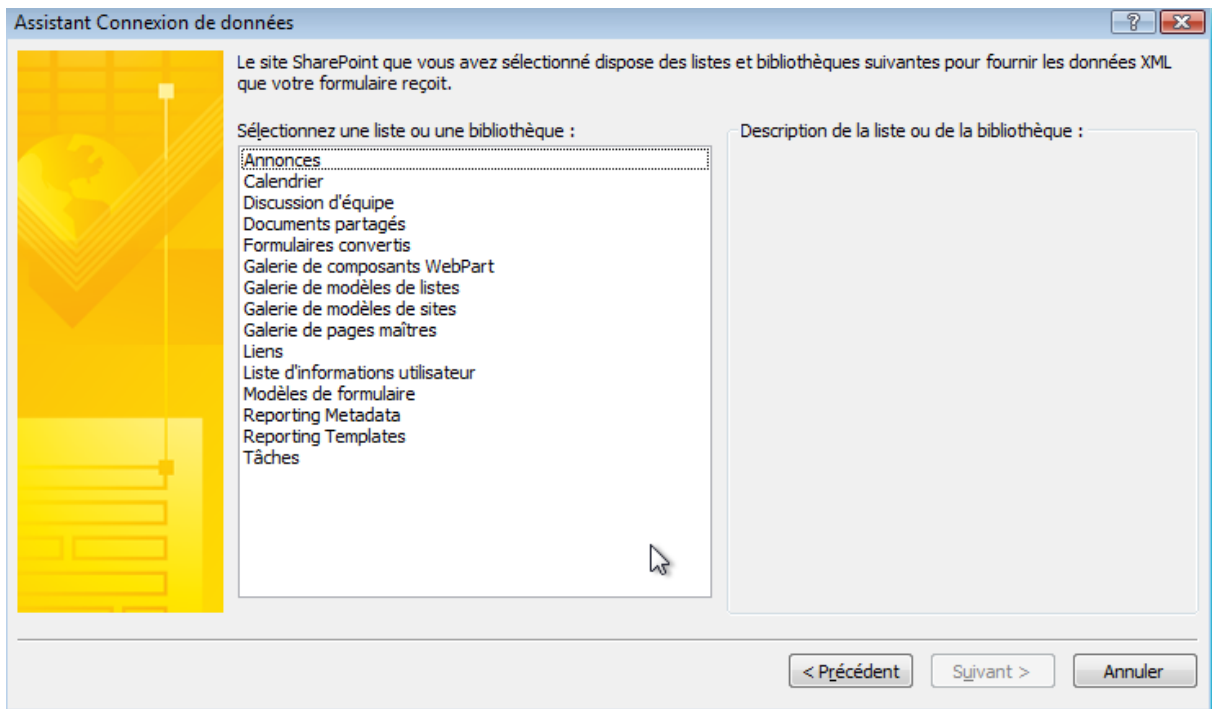 Assistant Connexion de données
Le site SharePoint que vous avez sélectionné dispose des listes et bibliothèques suivantes pour fournir les données XML
que votre formulaire reçoit.
Sélectionnez une liste ou une bibliothèque :
Annonces
Calendrier
Discussion d'équipe
Documents partagés
Formulaires convertis
Galerie de composants WebPart
Galerie de modèles de listes
Galerie de modèles de sites
Galerie de pages maîtres
Liens
Liste d'informations utilisateur
Modèles de formulaire
Reporting Metadata
Reporting Templates
Tâches
Description de la liste ou de la bibliothèque :
< Précédent
Suivant >
Annuler